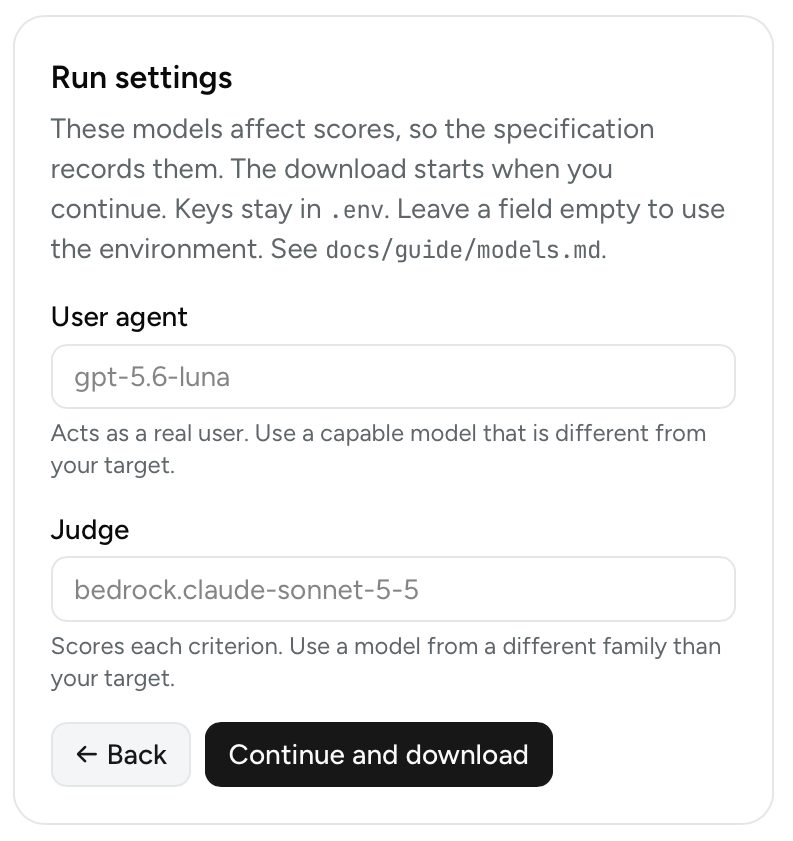 Run settings
These models affect scores, so the specification
records them. The download starts when you
continue. Keys stay in .env. Leave a field empty to use
the environment. See docs/guide/models.md.
User agent
gpt-5.6-luna
Acts as a real user. Use a capable model that is different from
your target.
Judge
bedrock.claude-sonnet-5-5
Scores each criterion. Use a model from a different family than
your target.
← Back
Continue and download